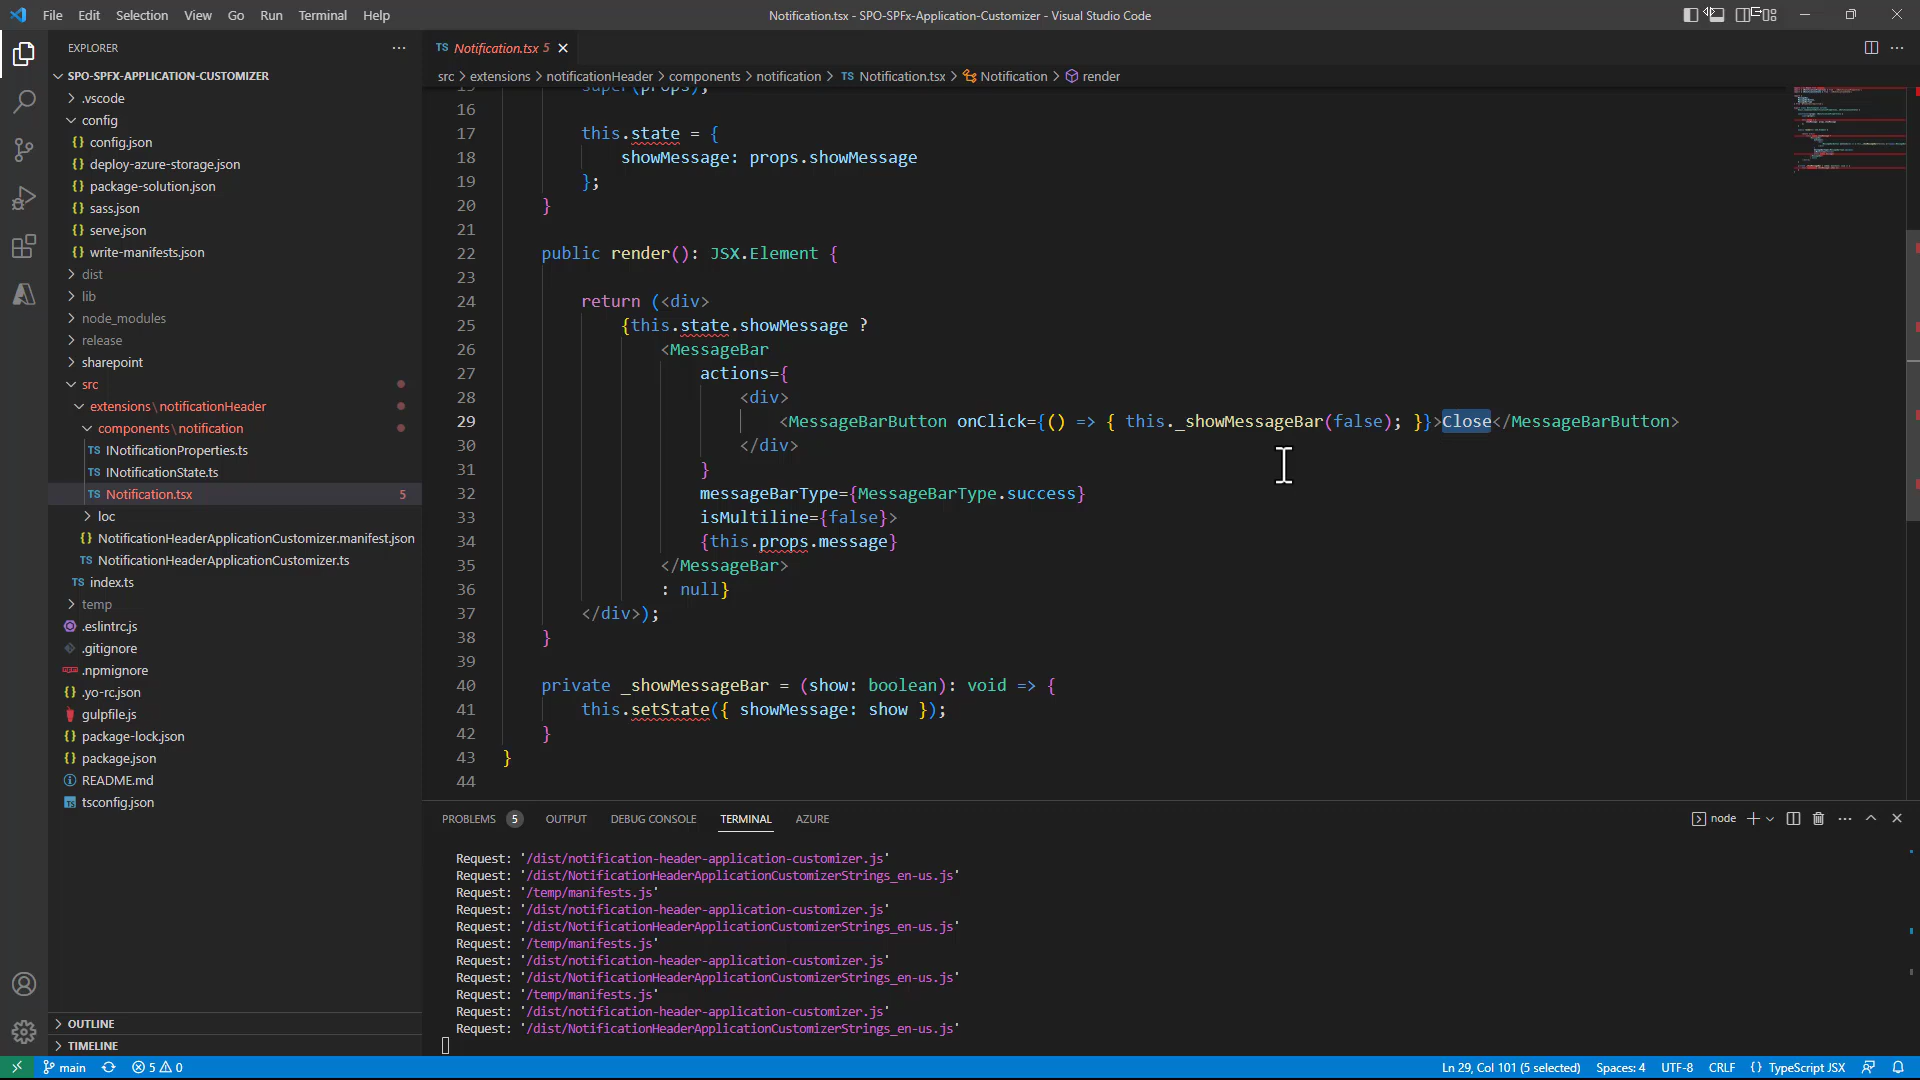 File Edit Selection View Go Run Terminal Help
Notification.tsx - SPO-SPFx-Application-Customizer - Visual Studio Code
EXPLORER
SPO-SPFX-APPLICATION-CUSTOMIZER
.vscode
config
{} config.json
{} deploy-azure-storage.json
{} package-solution.json
{} sass.json
{} serve.json
{} write-manifests.json
dist
lib
node_modules
release
sharepoint
src
extensions\notificationHeader
components\notification
TS INotificationProperties.ts
TS INotificationState.ts
TS Notification.tsx 5
loc
{} NotificationHeaderApplicationCustomizer.manifest.json
TS NotificationHeaderApplicationCustomizer.ts
TS index.ts
temp
.eslintrc.js
.gitignore
.npmignore
{} .yo-rc.json
gulpfile.js
{} package-lock.json
{} package.json
README.md
tsconfig.json
OUTLINE
TIMELINE
TS Notification.tsx 5
src > extensions > notificationHeader > components > notification > TS Notification.tsx > Notification > render
15 super(props);
16
17 this.state = {
18 showMessage: props.showMessage
19 };
20 }
21
22 public render(): JSX.Element {
23
24 return (<div>
25 {this.state.showMessage ?
26 <MessageBar
27 actions={
28 <div>
29 <MessageBarButton onClick={() => { this._showMessageBar(false); }}>Close</MessageBarButton>
30 </div>
31 }
32 messageBarType={MessageBarType.success}
33 isMultiline={false}>
34 {this.props.message}
35 </MessageBar>
36 : null}
37 </div>);
38 }
39
40 private _showMessageBar = (show: boolean): void => {
41 this.setState({ showMessage: show });
42 }
43 }
44
PROBLEMS 5 OUTPUT DEBUG CONSOLE TERMINAL AZURE
node
Request: '/dist/notification-header-application-customizer.js'
Request: '/dist/NotificationHeaderApplicationCustomizerStrings_en-us.js'
Request: '/temp/manifests.js'
Request: '/dist/notification-header-application-customizer.js'
Request: '/dist/NotificationHeaderApplicationCustomizerStrings_en-us.js'
Request: '/temp/manifests.js'
Request: '/dist/notification-header-application-customizer.js'
Request: '/dist/NotificationHeaderApplicationCustomizerStrings_en-us.js'
Request: '/temp/manifests.js'
Request: '/dist/notification-header-application-customizer.js'
Request: '/dist/NotificationHeaderApplicationCustomizerStrings_en-us.js'
main 5 0
Ln 29, Col 101 (5 selected) Spaces: 4 UTF-8 CRLF {} TypeScript JSX